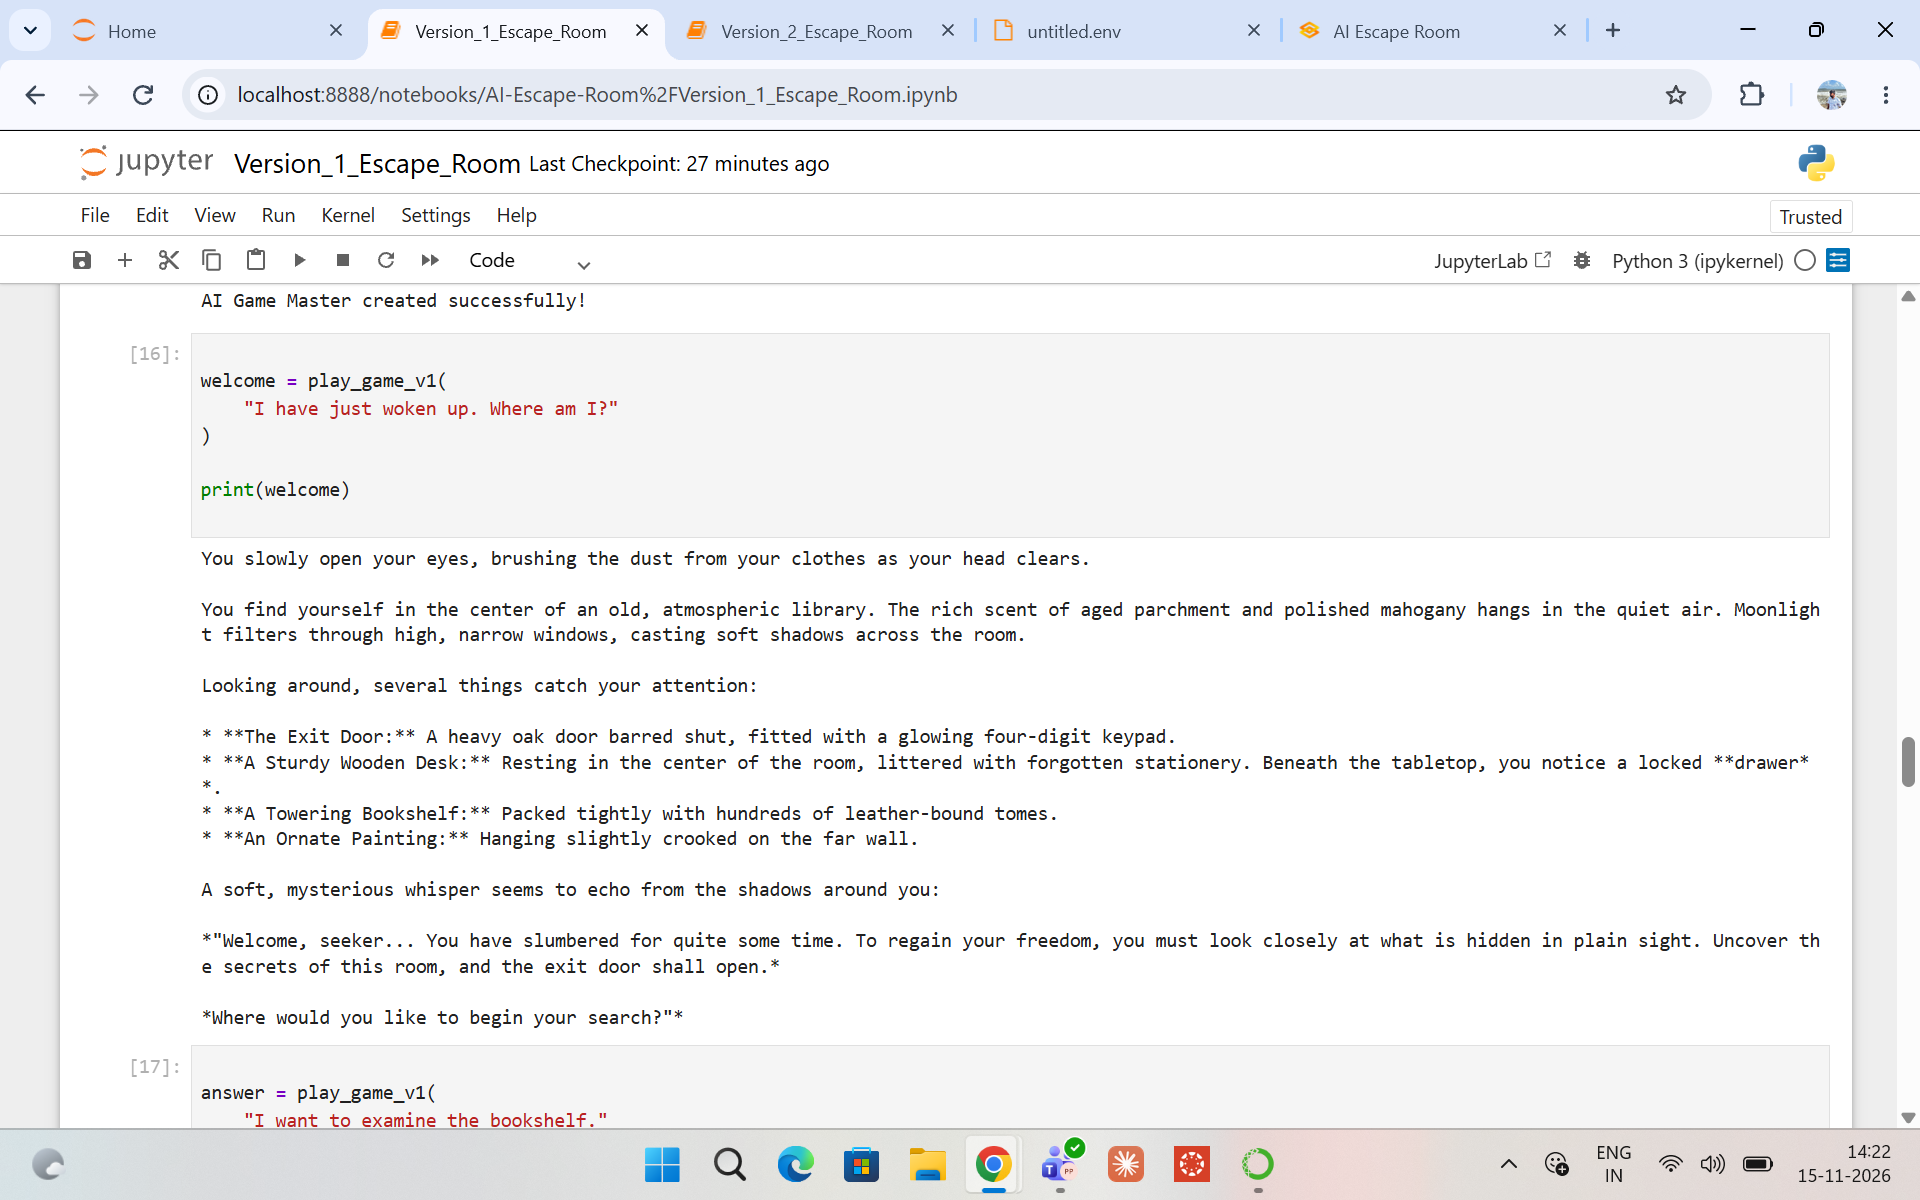 Home
Version_1_Escape_Room
Version_2_Escape_Room
untitled.env
AI Escape Room
localhost:8888/notebooks/AI-Escape-Room%2FVersion_1_Escape_Room.ipynb
jupyter Version_1_Escape_Room Last Checkpoint: 27 minutes ago
File Edit View Run Kernel Settings Help
Trusted
Code
JupyterLab
Python 3 (ipykernel)
AI Game Master created successfully!
[16]:
welcome = play_game_v1(
"I have just woken up. Where am I?"
)
print(welcome)
You slowly open your eyes, brushing the dust from your clothes as your head clears.
You find yourself in the center of an old, atmospheric library. The rich scent of aged parchment and polished mahogany hangs in the quiet air. Moonligh
t filters through high, narrow windows, casting soft shadows across the room.
Looking around, several things catch your attention:
* **The Exit Door:** A heavy oak door barred shut, fitted with a glowing four-digit keypad.
* **A Sturdy Wooden Desk:** Resting in the center of the room, littered with forgotten stationery. Beneath the tabletop, you notice a locked **drawer*
*.
* **A Towering Bookshelf:** Packed tightly with hundreds of leather-bound tomes.
* **An Ornate Painting:** Hanging slightly crooked on the far wall.
A soft, mysterious whisper seems to echo from the shadows around you:
*"Welcome, seeker... You have slumbered for quite some time. To regain your freedom, you must look closely at what is hidden in plain sight. Uncover th
e secrets of this room, and the exit door shall open.*
*Where would you like to begin your search?"*
[17]:
answer = play_game_v1(
"I want to examine the bookshelf."
T
PP
ENG
IN
14:22
15-11-2026